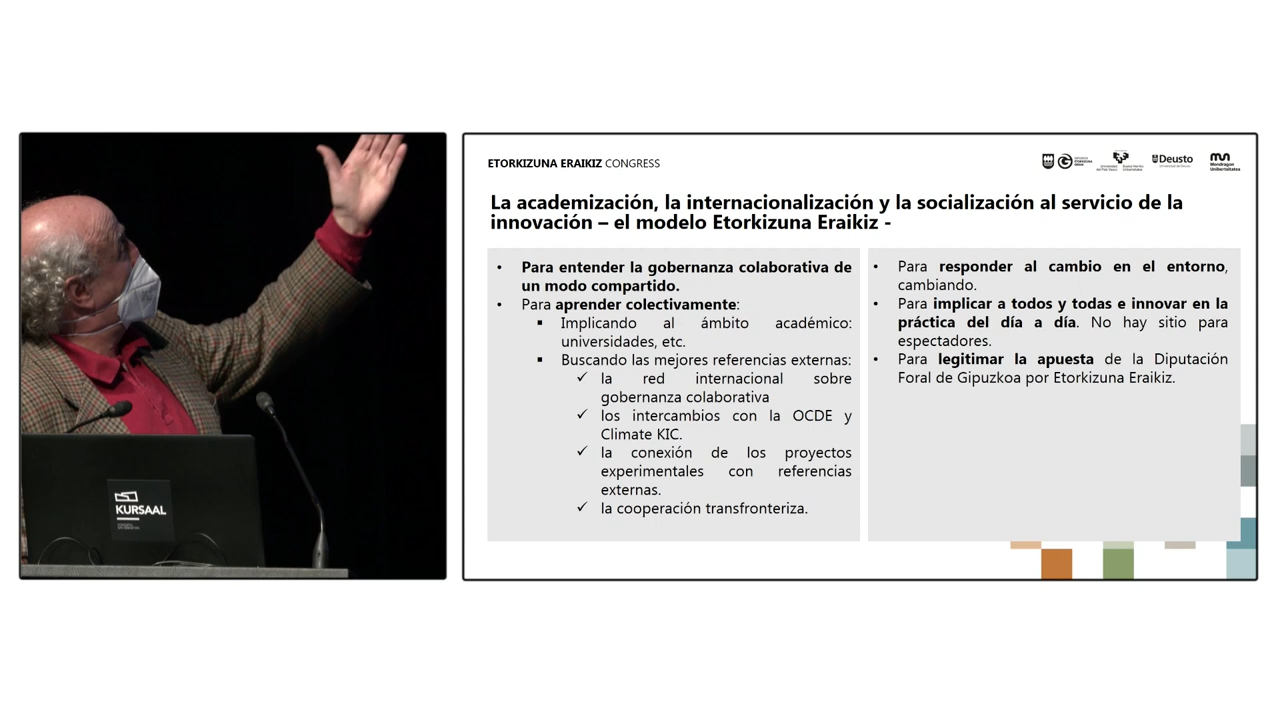 ETORKIZUNA ERAIKIZ CONGRESS
Deusto
Mondragon
Unibertsitatea
La academización, la internacionalización y la socialización al servicio de la
innovación – el modelo Etorkizuna Eraikiz -
• Para entender la gobernanza colaborativa de
un modo compartido.
• Para aprender colectivamente:
▪ Implicando al ámbito académico:
universidades, etc.
▪ Buscando las mejores referencias externas:
✓ la red internacional sobre
gobernanza colaborativa
✓ los intercambios con la OCDE y
Climate KIC.
✓ la conexión de los proyectos
experimentales con referencias
externas.
✓ la cooperación transfronteriza.
• Para responder al cambio en el entorno,
cambiando.
• Para implicar a todos y todas e innovar en la
práctica del día a día. No hay sitio para
espectadores.
• Para legitimar la apuesta de la Diputación
Foral de Gipuzkoa por Etorkizuna Eraikiz.
KURSAAL